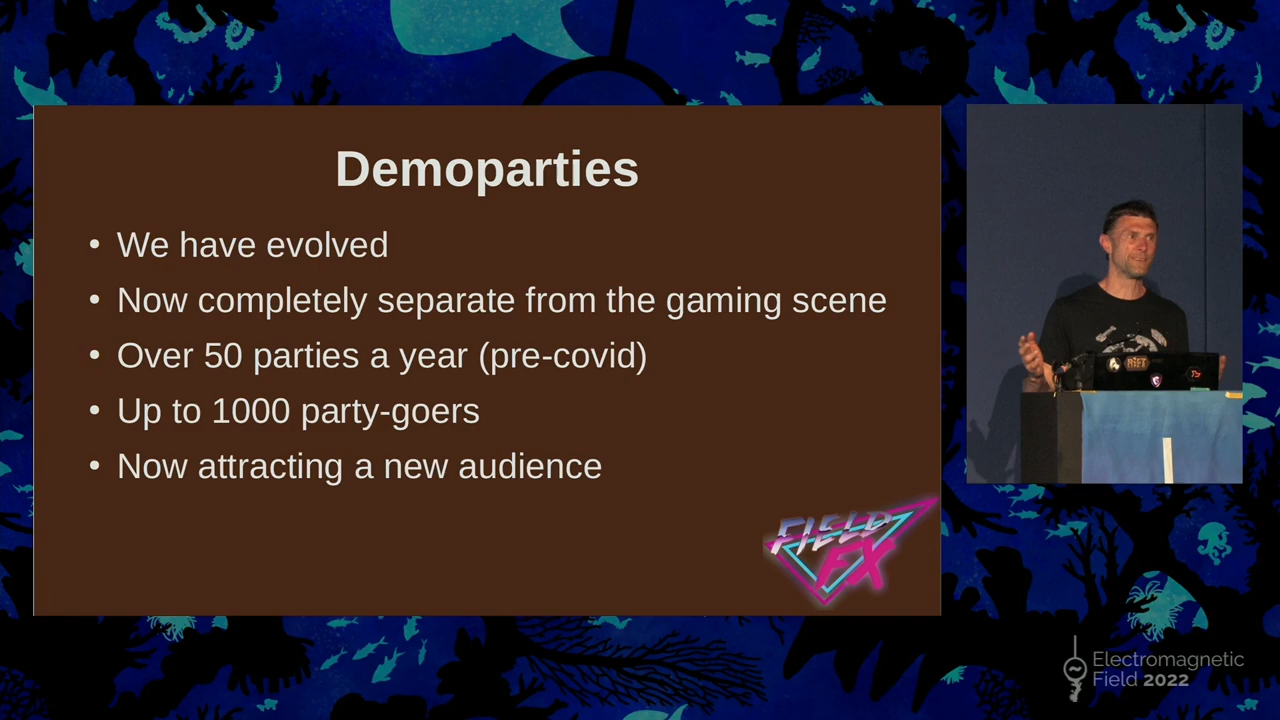 Demoparties
• We have evolved
• Now completely separate from the gaming scene
• Over 50 parties a year (pre-covid)
• Up to 1000 party-goers
• Now attracting a new audience
FIELD
FX
RiFT
Electromagnetic
Field 2022